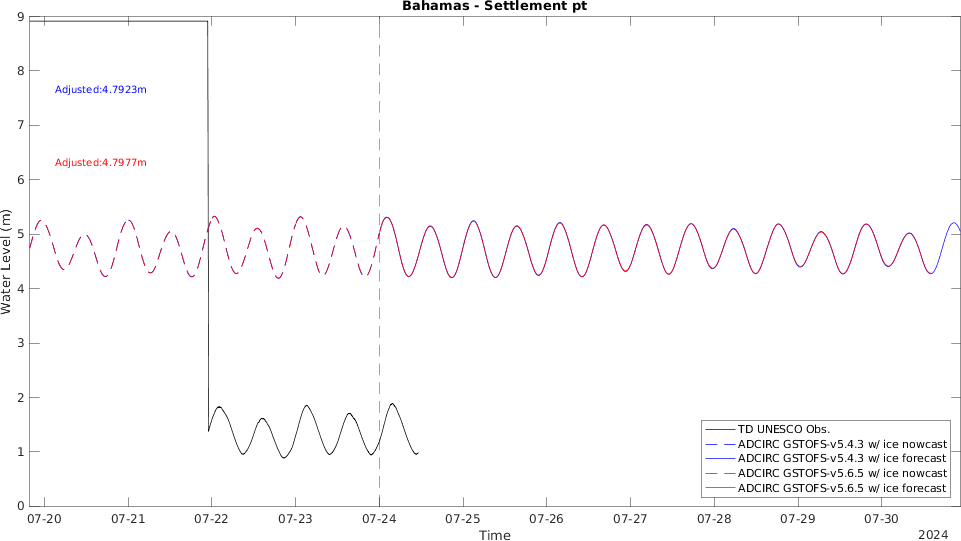 Bahamas - Settlement pt
9
8
7
6
5
4
3
2
1
0
Water Level (m)
Adjusted:4.7923m
Adjusted:4.7977m
TD UNESCO Obs.
ADCIRC GSTOFS-v5.4.3 w/ ice nowcast
ADCIRC GSTOFS-v5.4.3 w/ ice forecast
ADCIRC GSTOFS-v5.6.5 w/ ice nowcast
ADCIRC GSTOFS-v5.6.5 w/ ice forecast
07-20 07-21 07-22 07-23 07-24 07-25 07-26 07-27 07-28 07-29 07-30
Time
2024